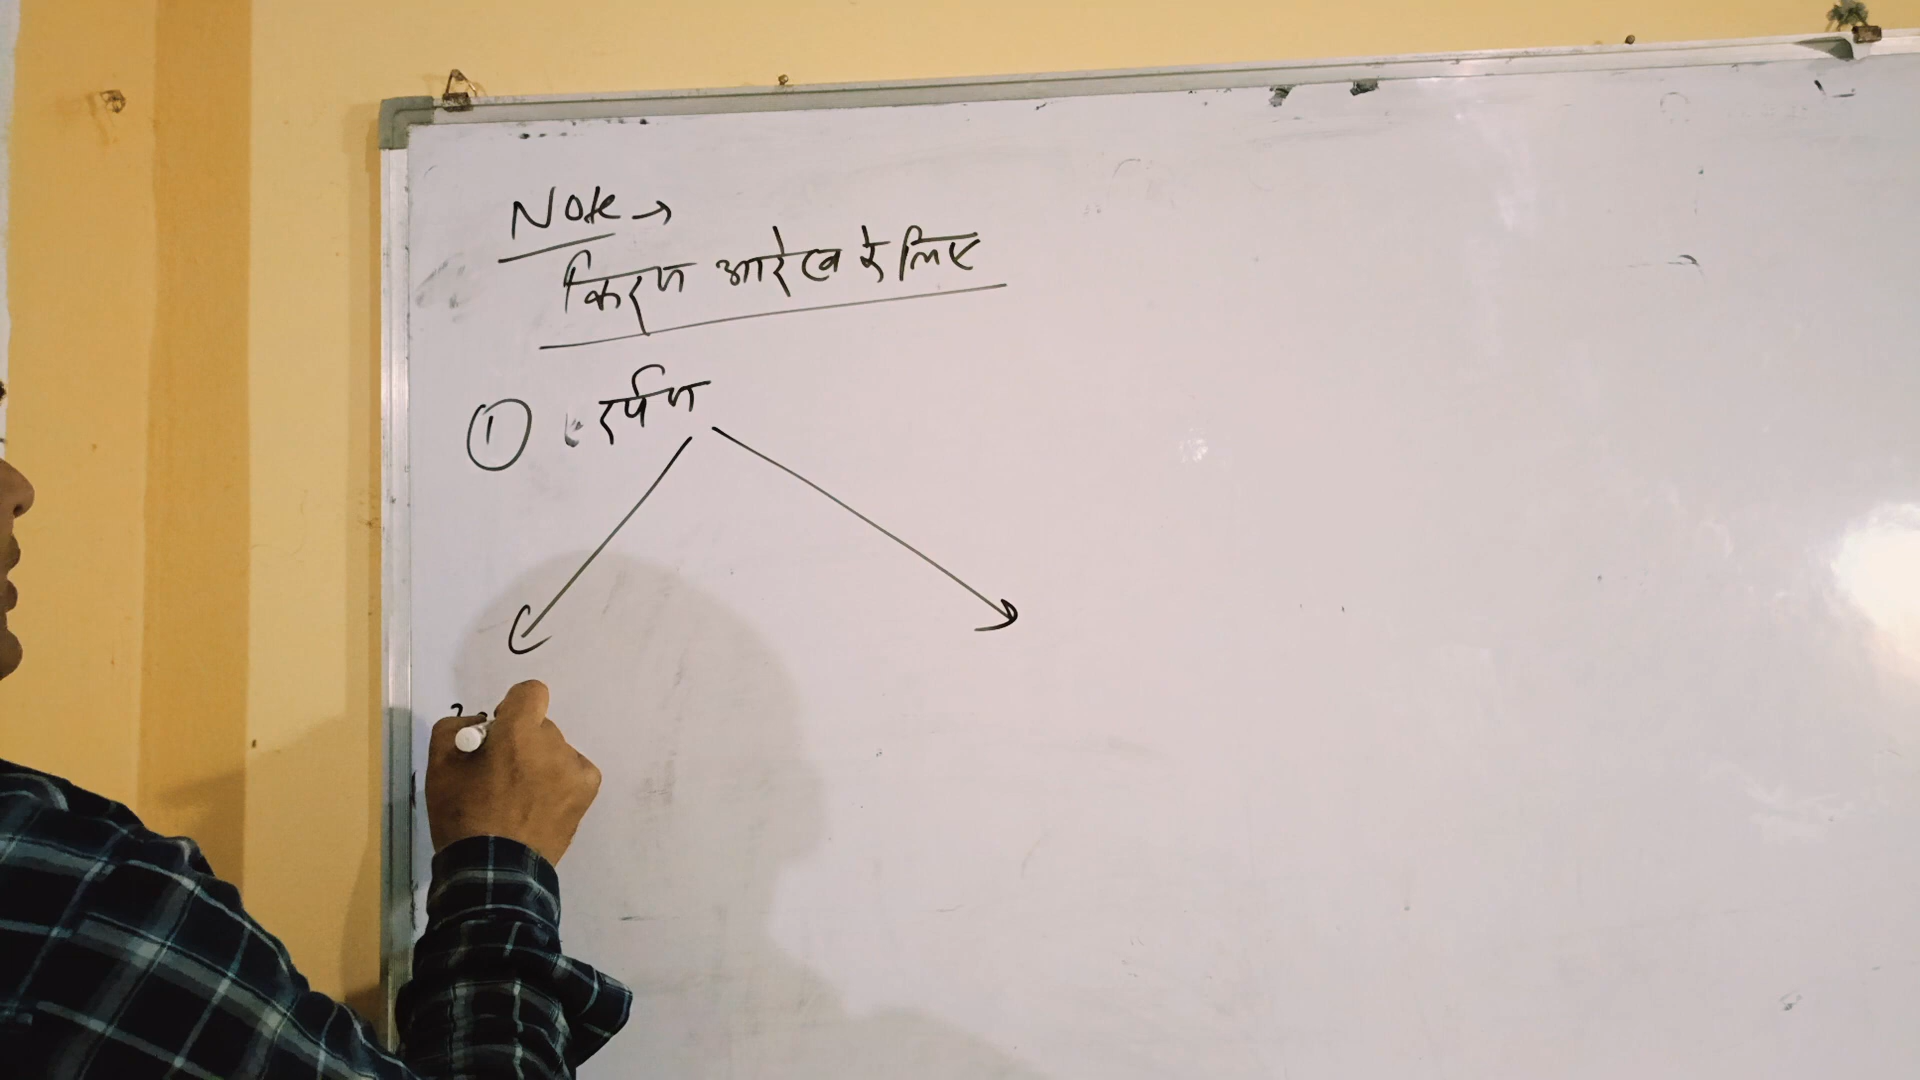 Note →
किरण आरेख के लिए
① दर्पण